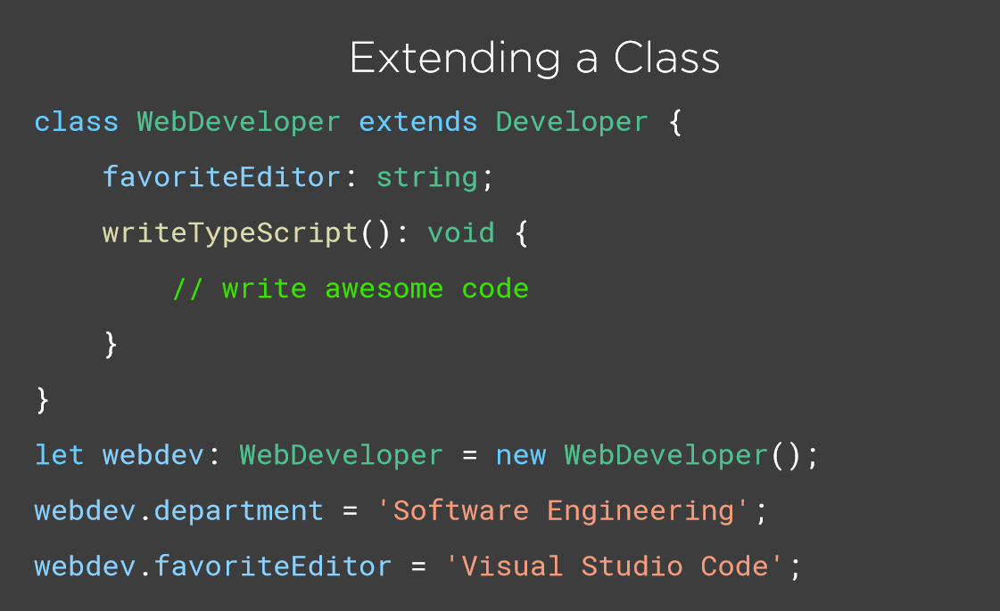 Extending a Class
class WebDeveloper extends Developer {
    favoriteEditor: string;
    writeTypeScript(): void {
        // write awesome code
    }
}
let webdev: WebDeveloper = new WebDeveloper();
webdev.department = 'Software Engineering';
webdev.favoriteEditor = 'Visual Studio Code';